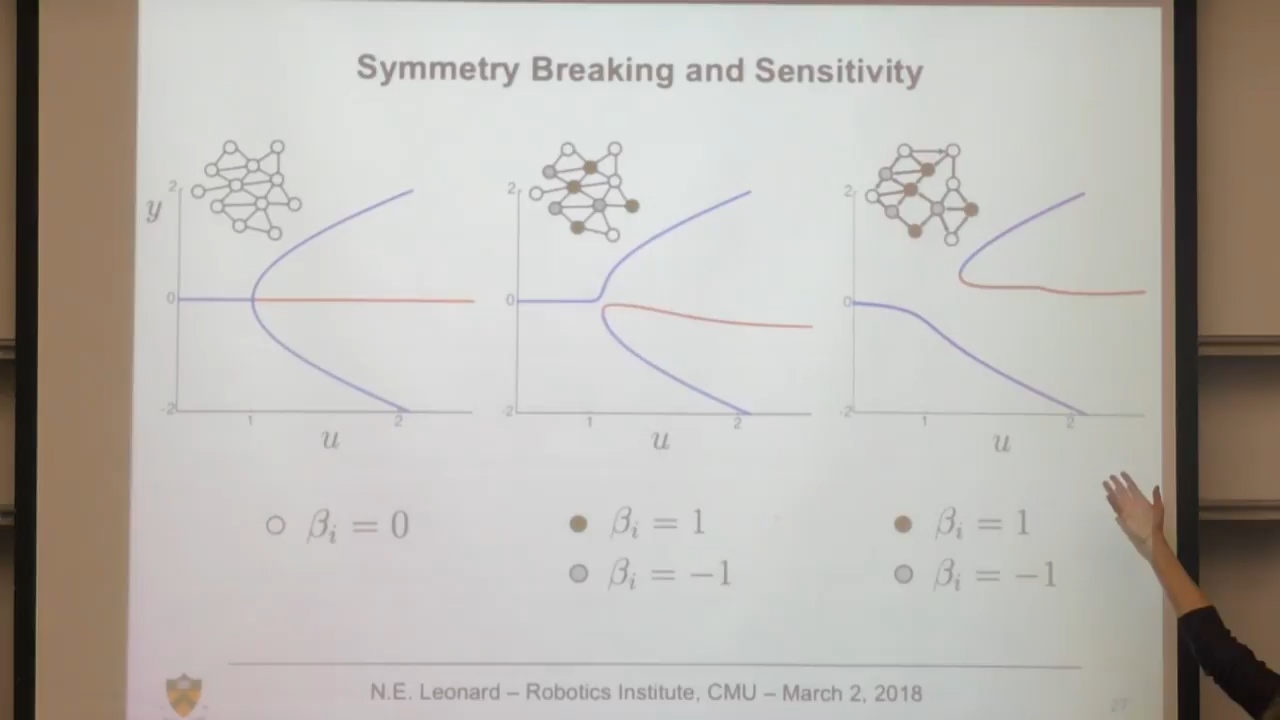 Symmetry Breaking and Sensitivity
y 2 0 -2 1 2 u
2 0 -2 1 2 u
2 0 -2 1 2 u
βᵢ = 0
βᵢ = 1
βᵢ = −1
βᵢ = 1
βᵢ = −1
N.E. Leonard – Robotics Institute, CMU – March 2, 2018
27